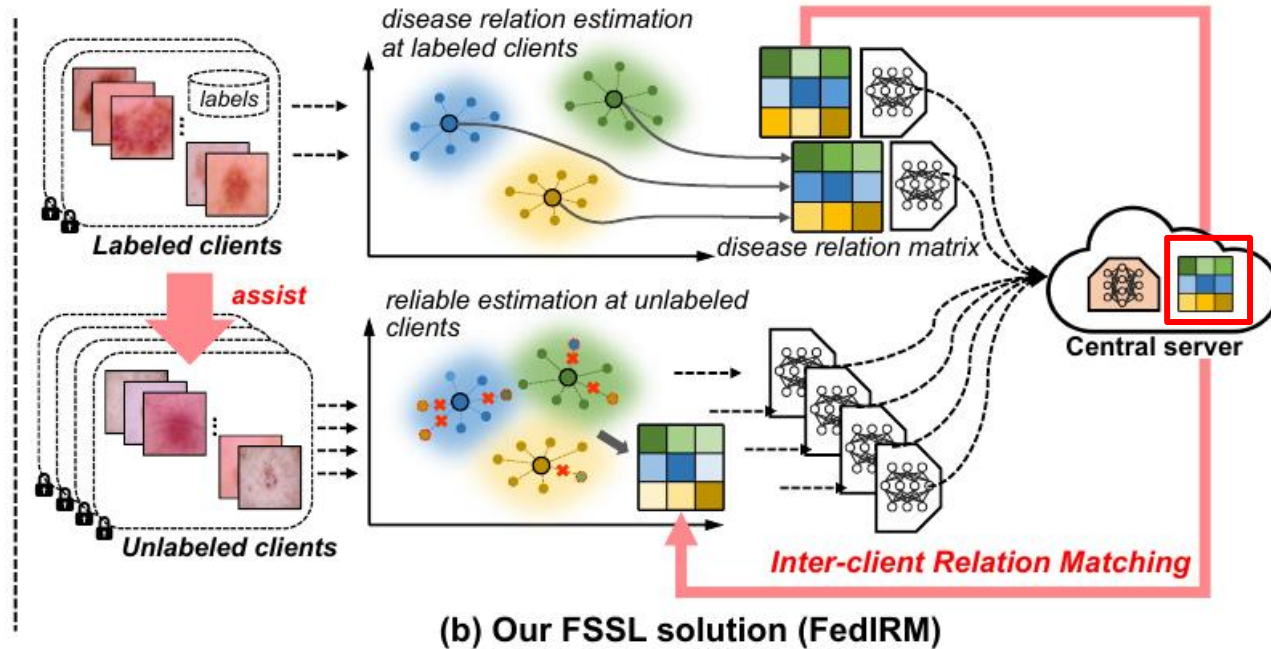 disease relation estimation
at labeled clients
labels
Labeled clients
disease relation matrix
assist
reliable estimation at unlabeled
clients
Central server
Unlabeled clients
Inter-client Relation Matching
(b) Our FSSL solution (FedIRM)